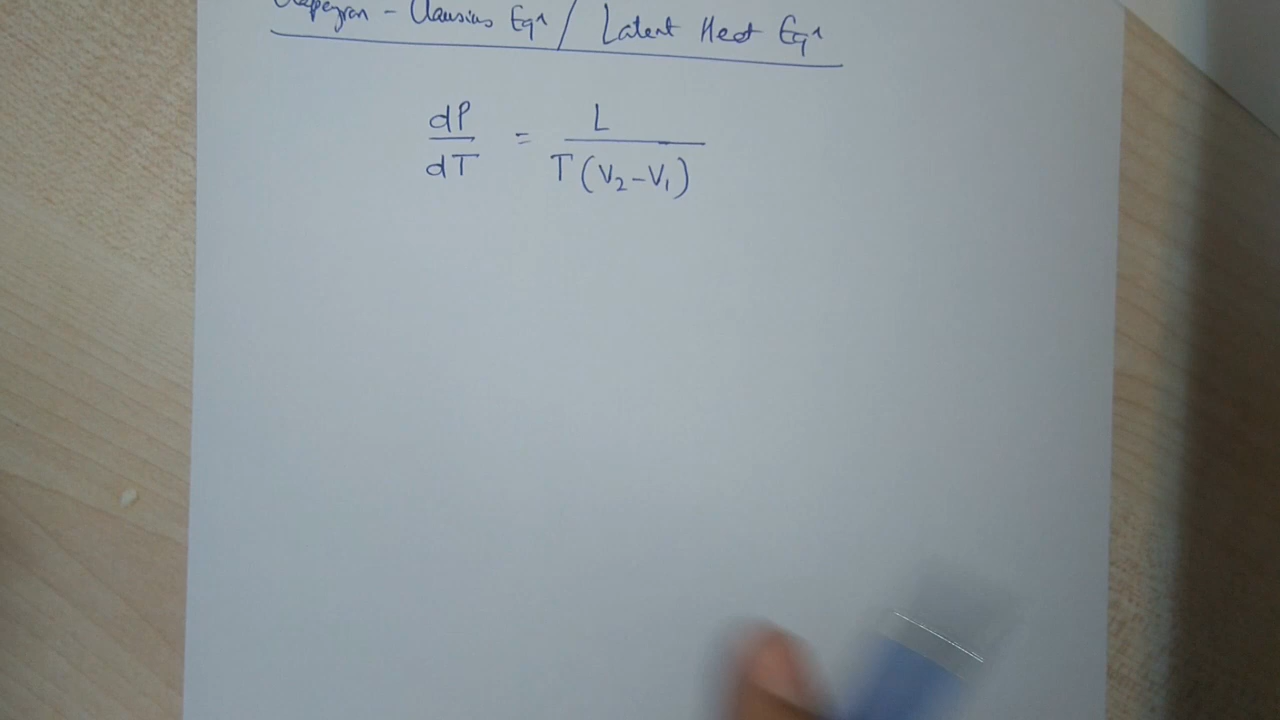 Clapeyron - Clausius Eqⁿ / Latent Heat Eqⁿ
dP/dT = L/T(V₂-V₁)